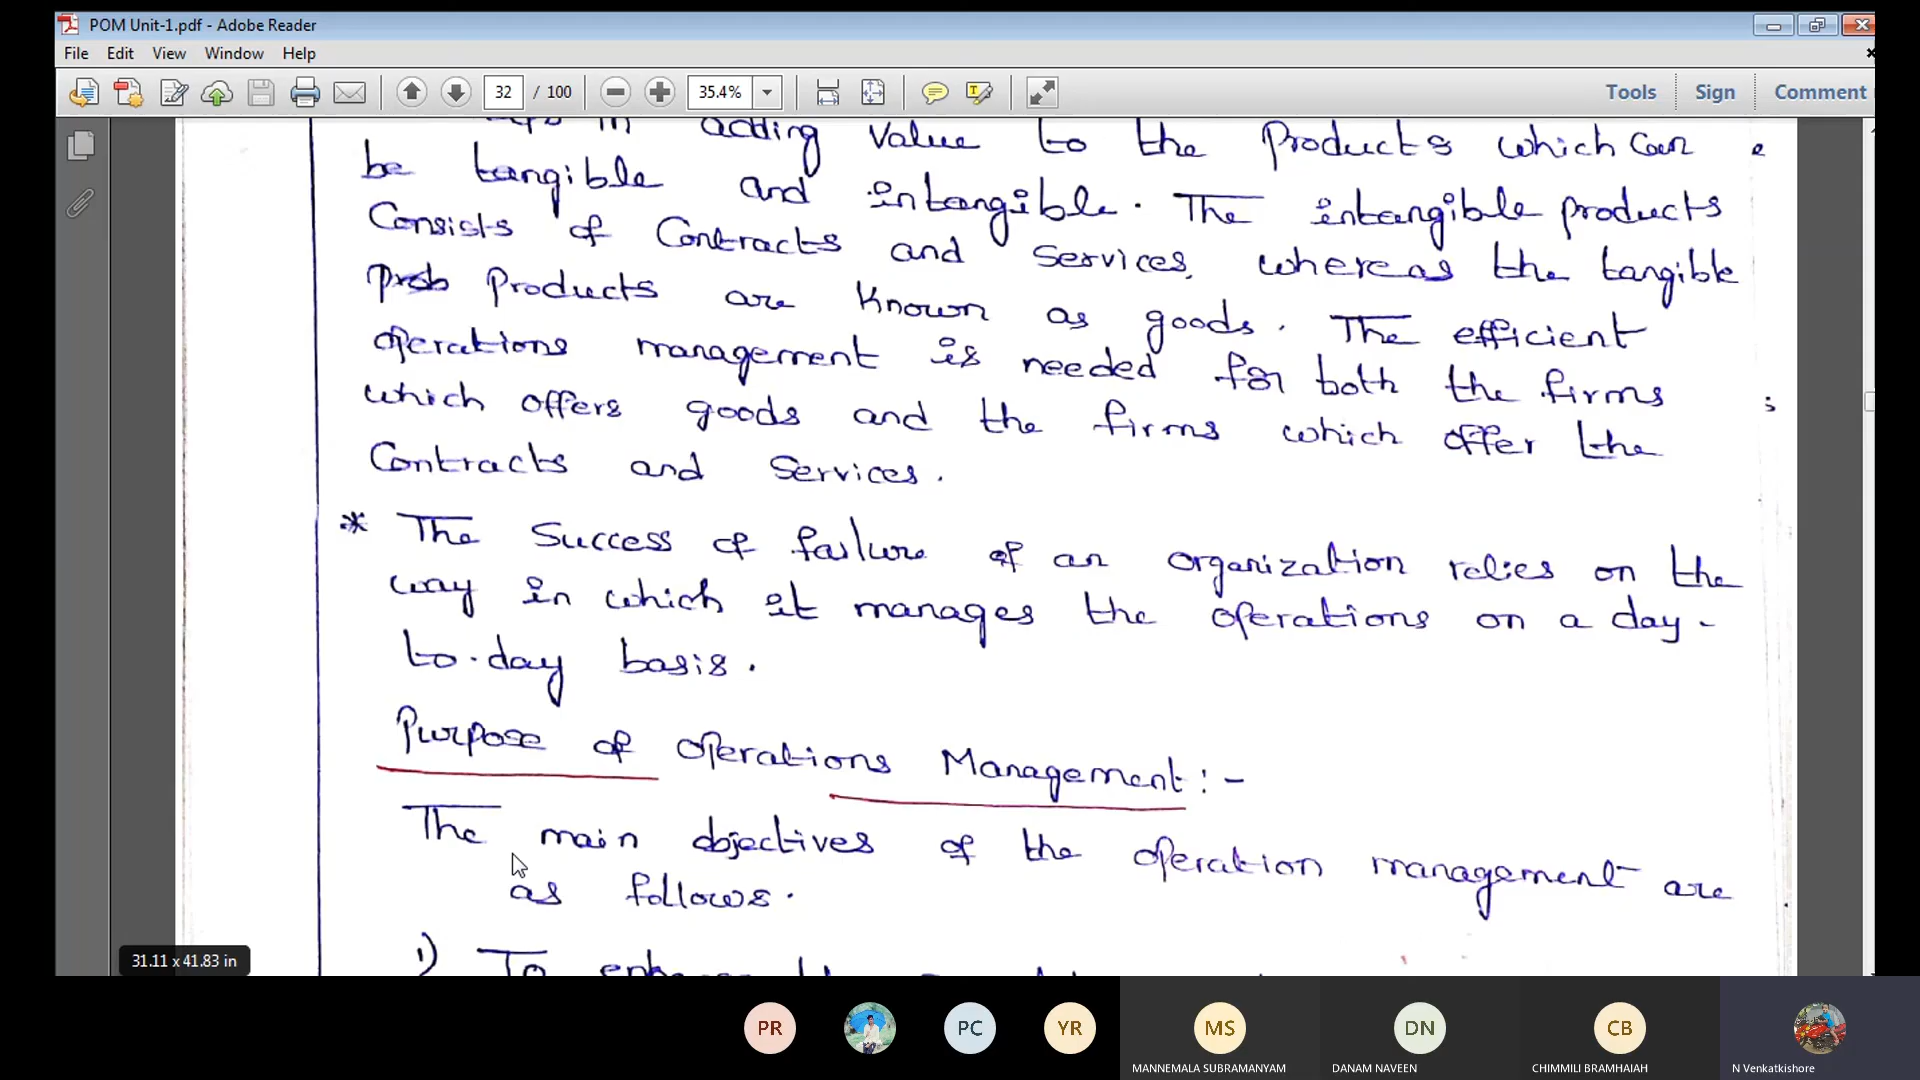 POM Unit-1.pdf - Adobe Reader
File Edit View Window Help
32 / 100 35.4% Tools Sign Comment
in adding value to the products which can
be tangible and intangible. The intangible products
Consists of Contracts and Services, whereas the tangible
products are known as goods. The efficient
operations management is needed for both the firms
which offers goods and the firms which offer the
Contracts and Services.
* The Success of failure of an organization relies on the
way in which it manages the operations on a day-
to-day basis.
Purpose of operations Management :-
The main objectives of the operation management are
as follows.
1) To
31.11 x 41.83 in
PR PC YR MS DN CB
MANNEMALA SUBRAMANYAM DANAM NAVEEN CHIMMILI BRAMHAIAH N Venkatkishore